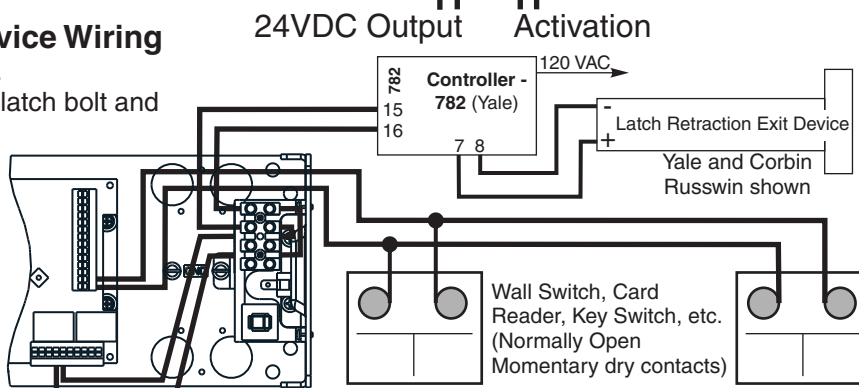 24VDC Output Activation
vice Wiring
latch bolt and
782
15
16
Controller -
782 (Yale)
7 8
120 VAC
-
+
Latch Retraction Exit Device
Yale and Corbin
Russwin shown
GND
Wall Switch, Card
Reader, Key Switch, etc.
(Normally Open
Momentary dry contacts)